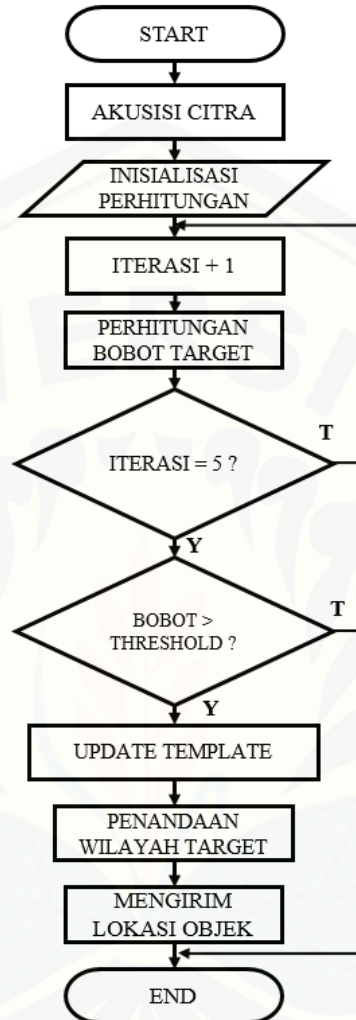 START
AKUSISI CITRA
INISIALISASI
PERHITUNGAN
ITERASI + 1
PERHITUNGAN
BOBOT TARGET
ITERASI = 5 ?
T
Y
BOBOT >
THRESHOLD ?
T
Y
UPDATE TEMPLATE
PENANDAAN
WILAYAH TARGET
MENGIRIM
LOKASI OBJEK
END